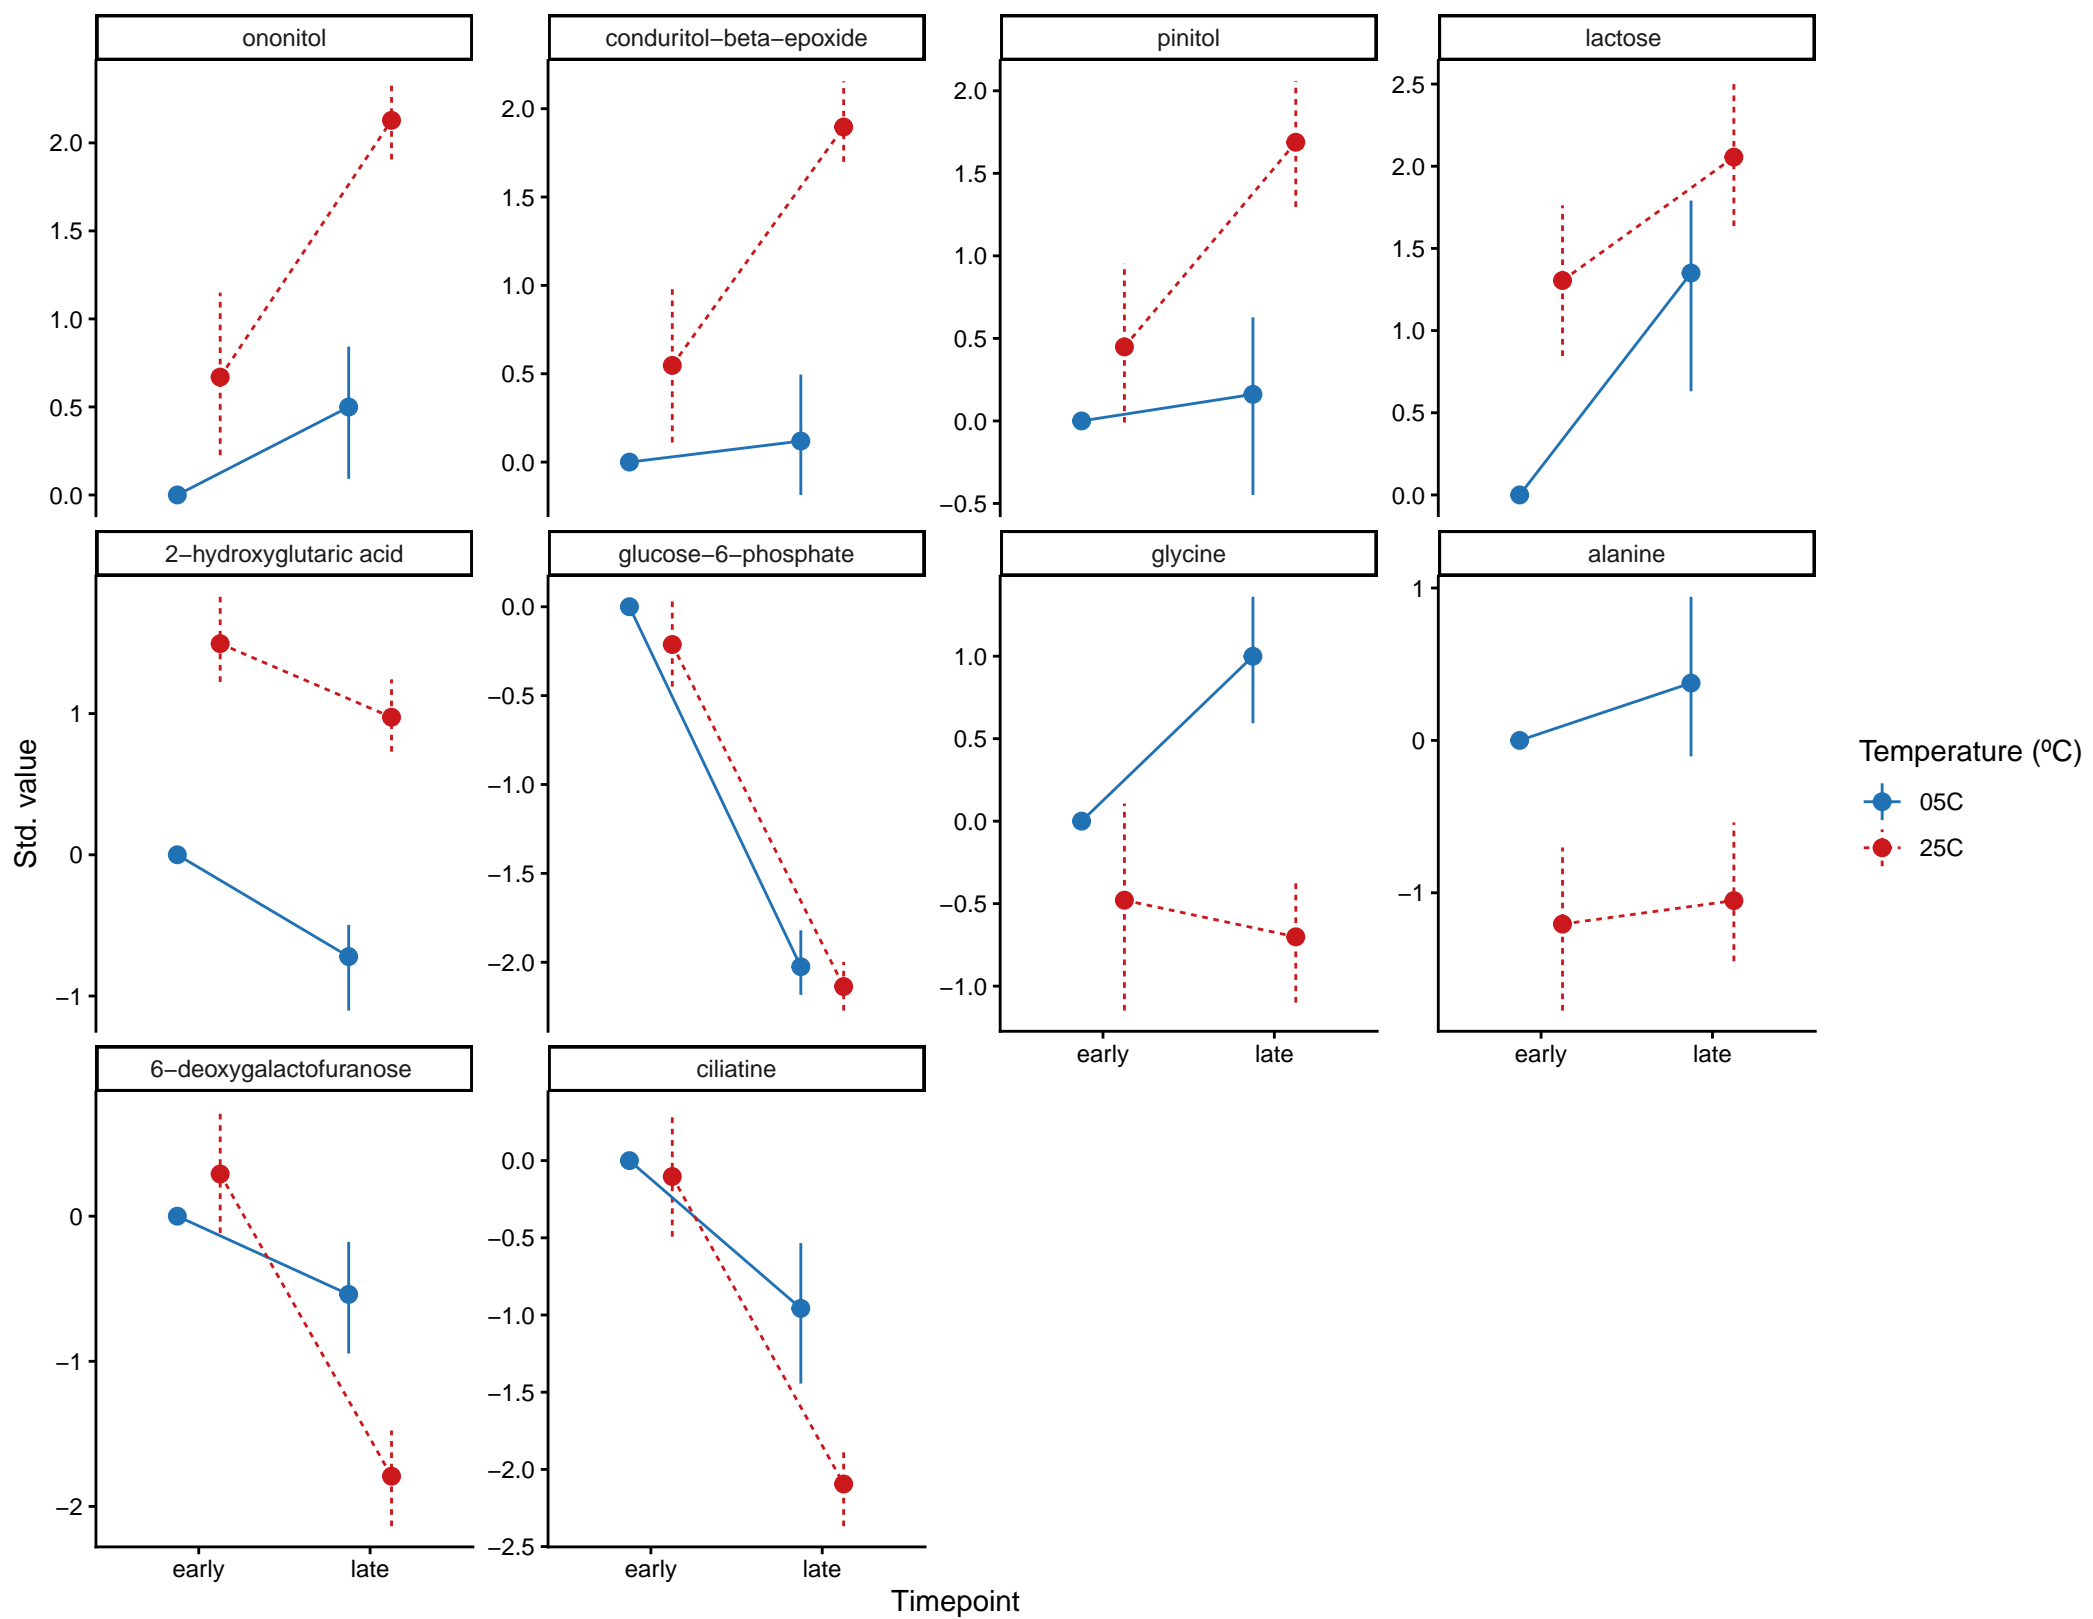 ononitol
conduritol−beta−epoxide
pinitol
lactose
2.0
1.5
1.0
0.5
0.0
2.0
1.5
1.0
0.5
0.0
2.0
1.5
1.0
0.5
0.0
−0.5
2.5
2.0
1.5
1.0
0.5
0.0
2−hydroxyglutaric acid
glucose−6−phosphate
glycine
alanine
1
0
−1
0.0
−0.5
−1.0
−1.5
−2.0
1.0
0.5
0.0
−0.5
−1.0
early late
1
0
−1
early late
6−deoxygalactofuranose
ciliatine
0
−1
−2
early late
0.0
−0.5
−1.0
−1.5
−2.0
−2.5
early late
Std. value
Timepoint
Temperature (ºC)
05C
25C